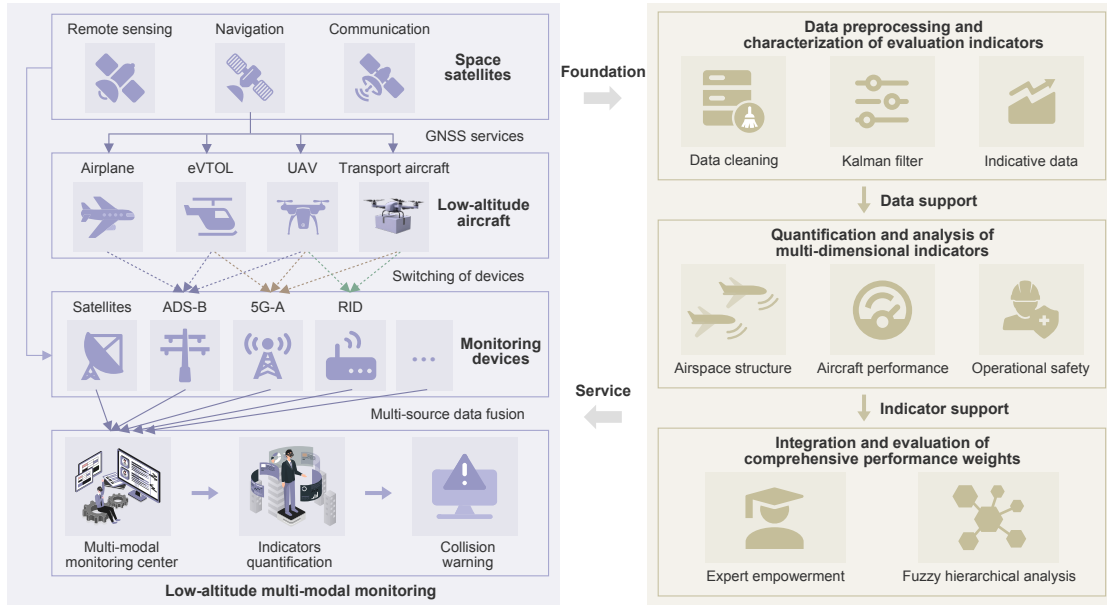 Remote sensing
Navigation
Communication
Space
satellites
GNSS services
Airplane
eVTOL
UAV
Transport aircraft
Low-altitude
aircraft
Switching of devices
Satellites
ADS-B
5G-A
RID
...
Monitoring
devices
Multi-source data fusion
Multi-modal
monitoring center
Indicators
quantification
Collision
warning
Low-altitude multi-modal monitoring
Foundation
Service
Data preprocessing and
characterization of evaluation indicators
Data cleaning
Kalman filter
Indicative data
Data support
Quantification and analysis of
multi-dimensional indicators
Airspace structure
Aircraft performance
Operational safety
Indicator support
Integration and evaluation of
comprehensive performance weights
Expert empowerment
Fuzzy hierarchical analysis